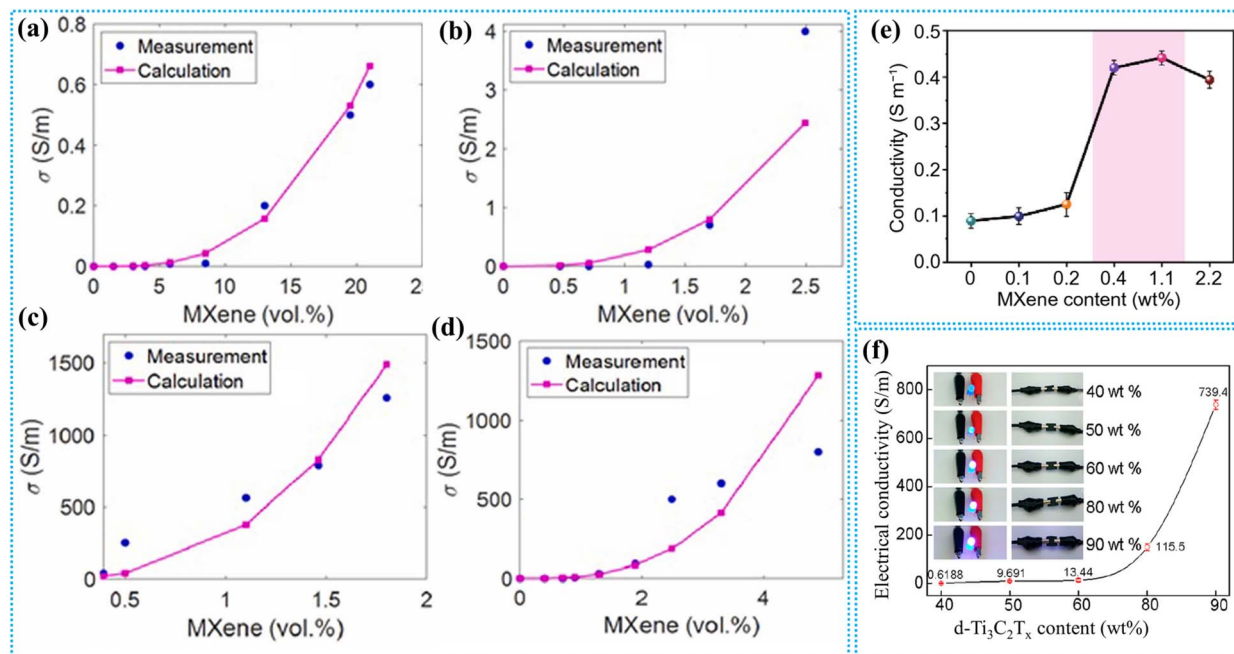 (a)
Measurement
Calculation
0.8
0.6
0.4
0.2
0
σ (S/m)
0 5 10 15 20 2
MXene (vol.%)
(b)
Measurement
Calculation
4
3
2
1
0
σ (S/m)
0 0.5 1 1.5 2 2.5
MXene (vol.%)
(c)
Measurement
Calculation
1500
1000
500
0
σ (S/m)
0.5 1 1.5 2
MXene (vol.%)
(d)
Measurement
Calculation
1500
1000
500
0
σ (S/m)
0 2 4
MXene (vol.%)
(e)
0.5
0.4
0.3
0.2
0.1
0.0
Conductivity (S m⁻¹)
0 0.1 0.2 0.4 1.1 2.2
MXene content (wt%)
(f)
800
600
400
200
0
Electrical conductivity (S/m)
40 wt %
50 wt %
60 wt %
80 wt %
90 wt %
739.4
115.5
0.6188 9.691 13.44
40 50 60 80 90
d-Ti₃C₂Tₓ content (wt%)